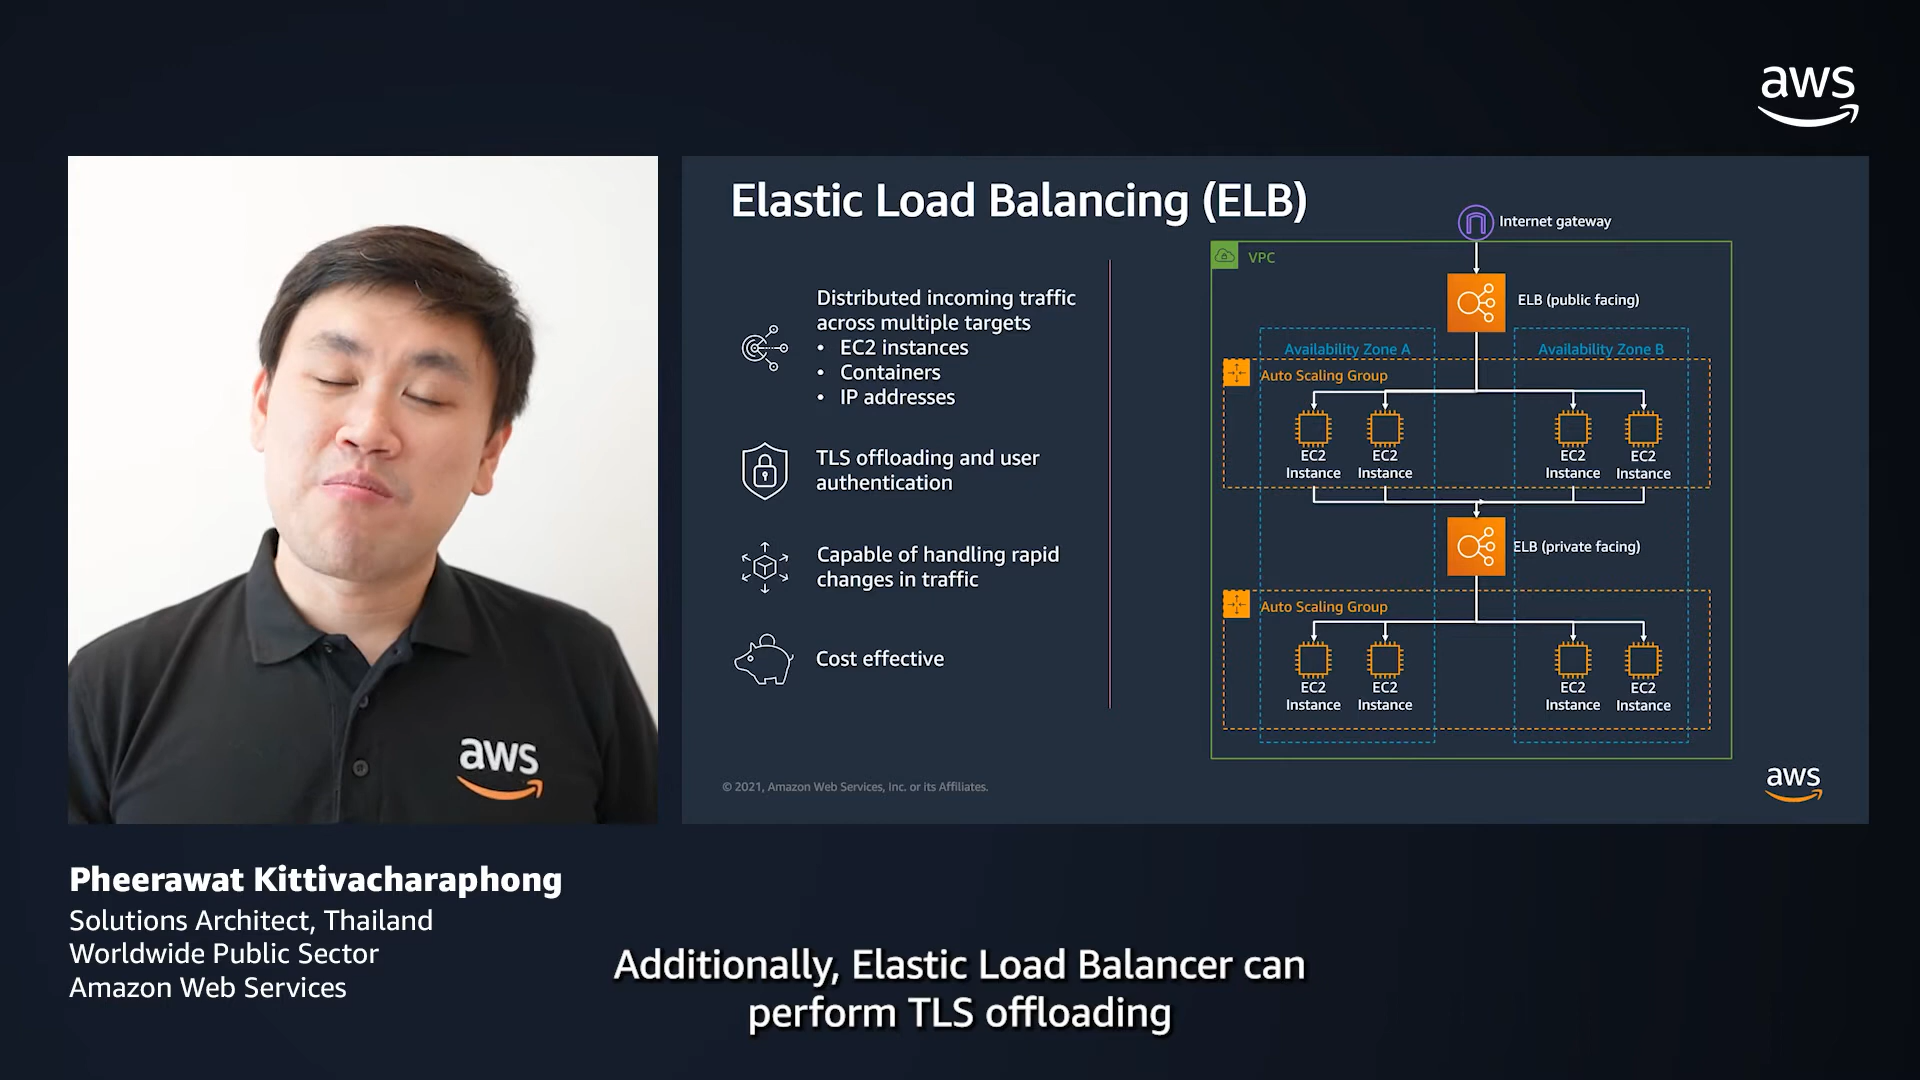 aws
Elastic Load Balancing (ELB)
Distributed incoming traffic
across multiple targets
• EC2 instances
• Containers
• IP addresses
TLS offloading and user
authentication
Capable of handling rapid
changes in traffic
Cost effective
Internet gateway
VPC
ELB (public facing)
Availability Zone A
Availability Zone B
Auto Scaling Group
EC2
Instance
EC2
Instance
EC2
Instance
EC2
Instance
ELB (private facing)
Auto Scaling Group
EC2
Instance
EC2
Instance
EC2
Instance
EC2
Instance
© 2021, Amazon Web Services, Inc. or its Affiliates.
aws
aws
Pheerawat Kittivacharaphong
Solutions Architect, Thailand
Worldwide Public Sector
Amazon Web Services
Additionally, Elastic Load Balancer can
perform TLS offloading